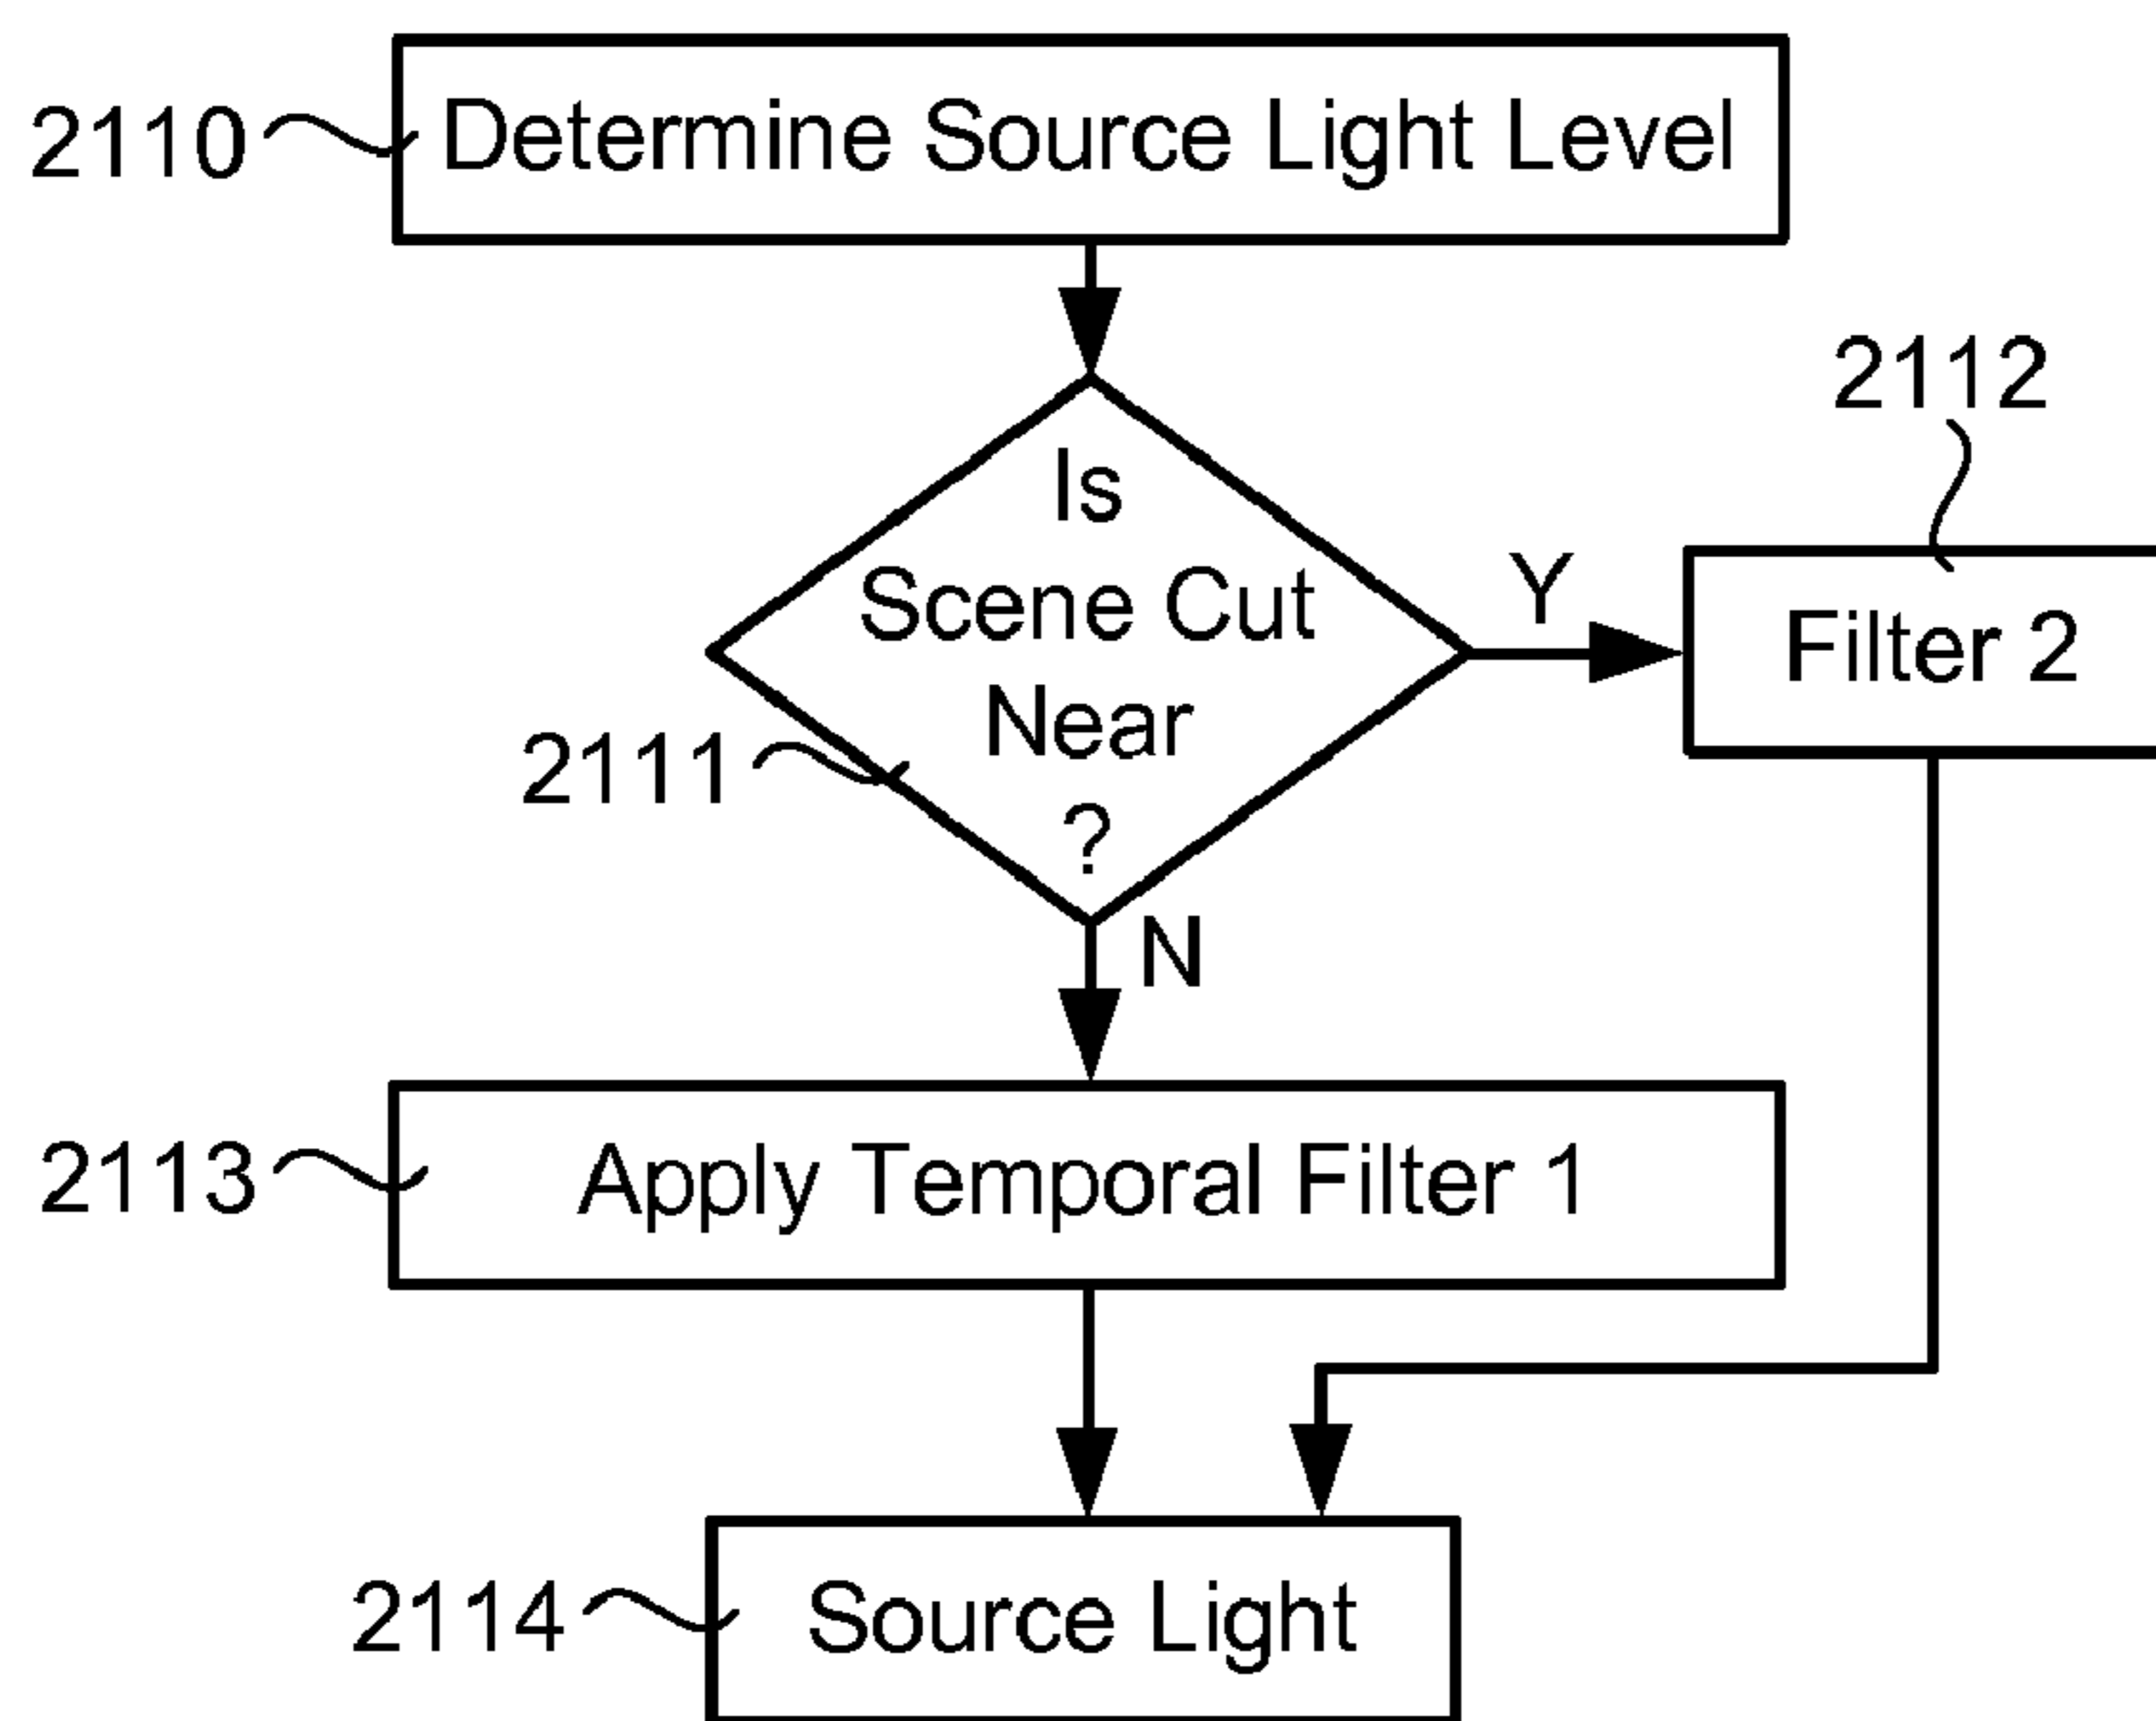 2110
Determine Source Light Level
2112
Is
Scene Cut
Near
?
Y
Filter 2
2111
N
2113
Apply Temporal Filter 1
2114
Source Light